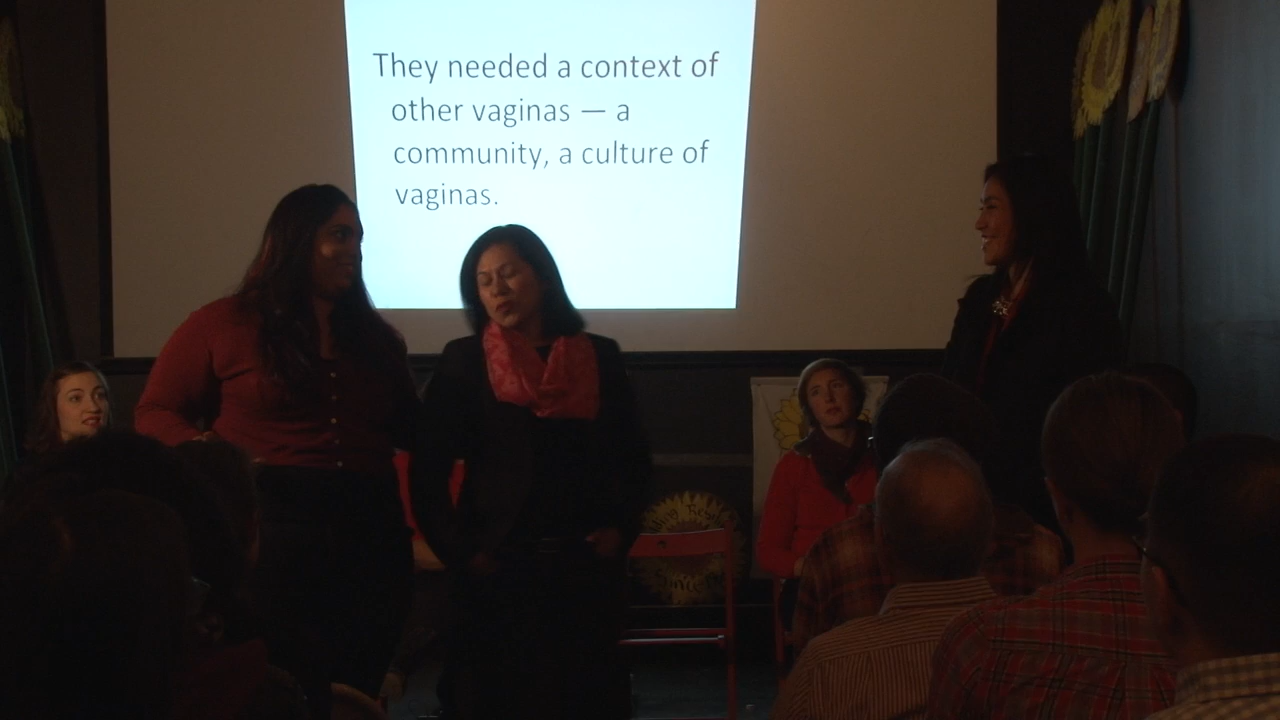 They needed a context of
other vaginas — a
community, a culture of
vaginas.